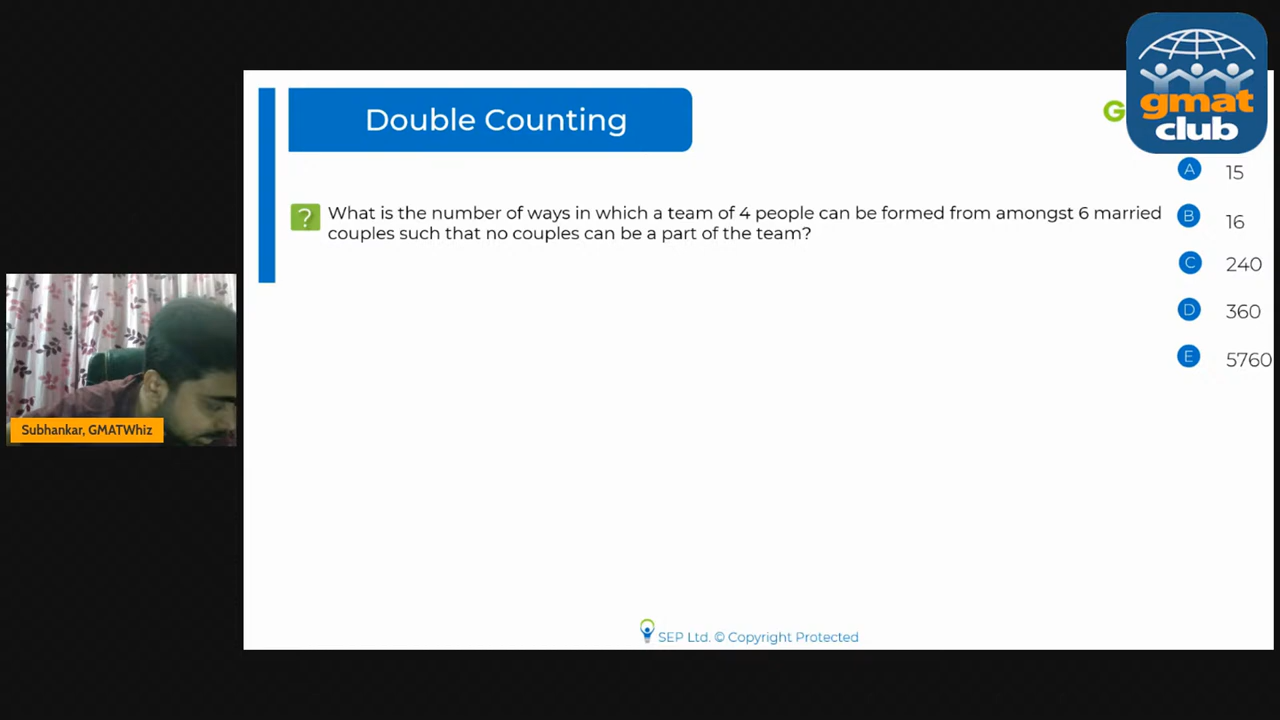 Double Counting
G
gmat
club
? What is the number of ways in which a team of 4 people can be formed from amongst 6 married
couples such that no couples can be a part of the team?
A 15
B 16
C 240
D 360
E 5760
Subhankar, GMATWhiz
SEP Ltd. © Copyright Protected